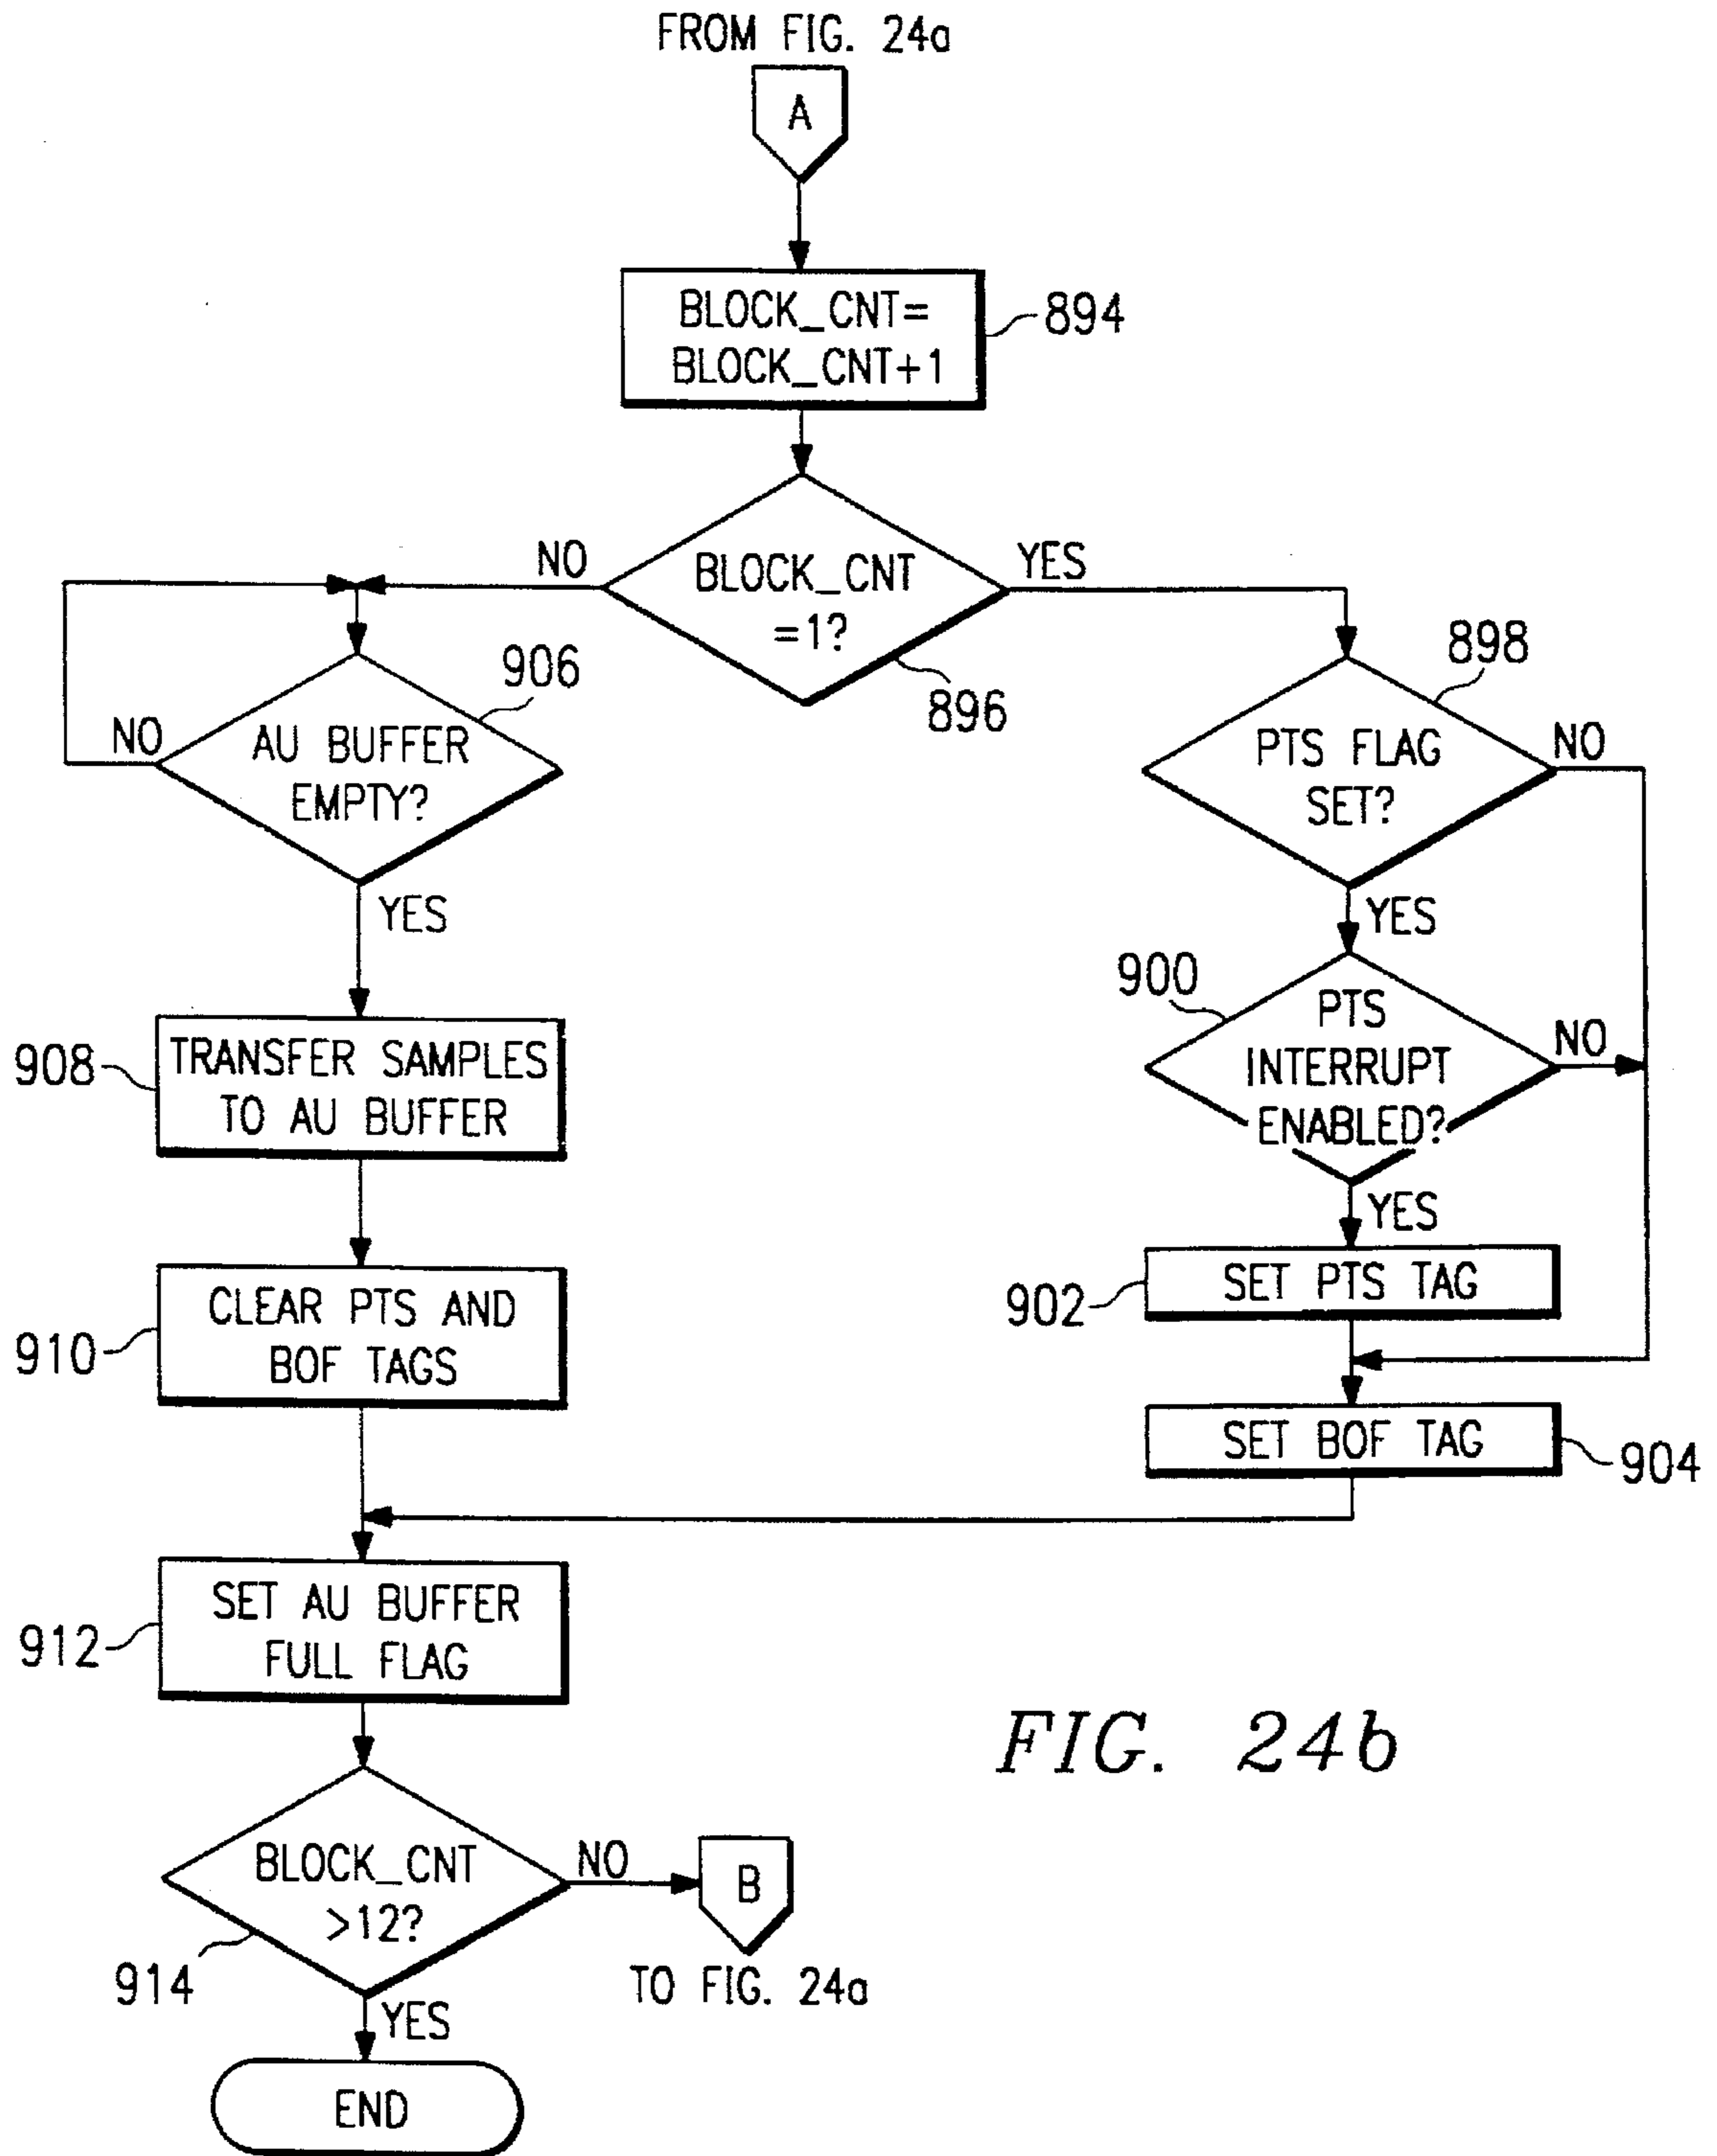 FROM FIG. 24a
A
BLOCK_CNT=
BLOCK_CNT+1
894
BLOCK_CNT
=1?
NO
YES
896
906
AU BUFFER
EMPTY?
NO
YES
898
PTS FLAG
SET?
NO
YES
900
PTS
INTERRUPT
ENABLED?
NO
YES
908
TRANSFER SAMPLES
TO AU BUFFER
902
SET PTS TAG
910
CLEAR PTS AND
BOF TAGS
SET BOF TAG
904
912
SET AU BUFFER
FULL FLAG
FIG. 24b
BLOCK_CNT
>12?
NO
B
914
TO FIG. 24a
YES
END